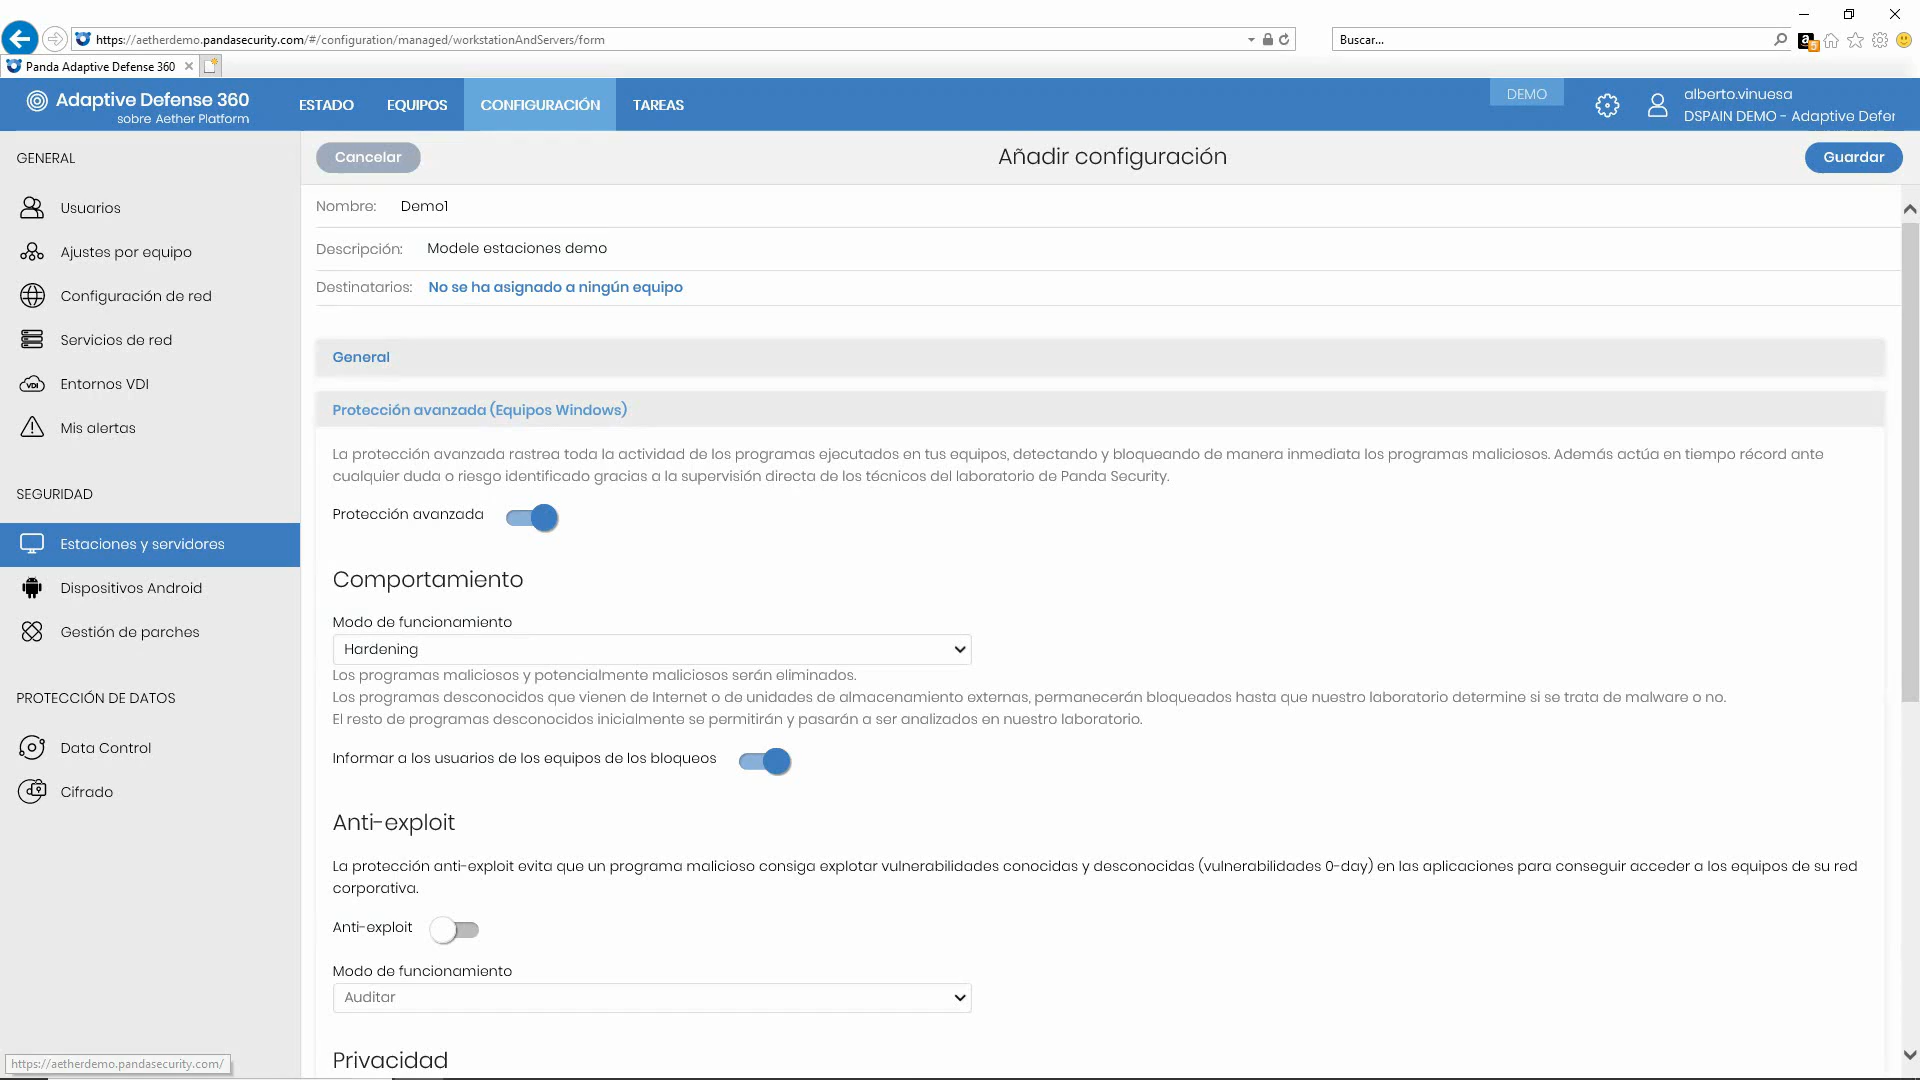 https://aetherdemo.pandasecurity.com/#/configuration/managed/workstationAndServers/form
Buscar...
Panda Adaptive Defense 360
Adaptive Defense 360
sobre Aether Platform
ESTADO
EQUIPOS
CONFIGURACIÓN
TAREAS
DEMO
alberto.vinuesa
DSPAIN DEMO - Adaptive Defer
GENERAL
Usuarios
Ajustes por equipo
Configuración de red
Servicios de red
VDI
Entornos VDI
Mis alertas
SEGURIDAD
Estaciones y servidores
Dispositivos Android
Gestión de parches
PROTECCIÓN DE DATOS
Data Control
Cifrado
Cancelar
Añadir configuración
Guardar
Nombre: Demo1
Descripción: Modele estaciones demo
Destinatarios: No se ha asignado a ningún equipo
General
Protección avanzada (Equipos Windows)
La protección avanzada rastrea toda la actividad de los programas ejecutados en tus equipos, detectando y bloqueando de manera inmediata los programas maliciosos. Además actúa en tiempo récord ante
cualquier duda o riesgo identificado gracias a la supervisión directa de los técnicos del laboratorio de Panda Security.
Protección avanzada
Comportamiento
Modo de funcionamiento
Hardening
Los programas maliciosos y potencialmente maliciosos serán eliminados.
Los programas desconocidos que vienen de Internet o de unidades de almacenamiento externas, permanecerán bloqueados hasta que nuestro laboratorio determine si se trata de malware o no.
El resto de programas desconocidos inicialmente se permitirán y pasarán a ser analizados en nuestro laboratorio.
Informar a los usuarios de los equipos de los bloqueos
Anti-exploit
La protección anti-exploit evita que un programa malicioso consiga explotar vulnerabilidades conocidas y desconocidas (vulnerabilidades 0-day) en las aplicaciones para conseguir acceder a los equipos de su red
corporativa.
Anti-exploit
Modo de funcionamiento
Auditar
Privacidad
https://aetherdemo.pandasecurity.com/